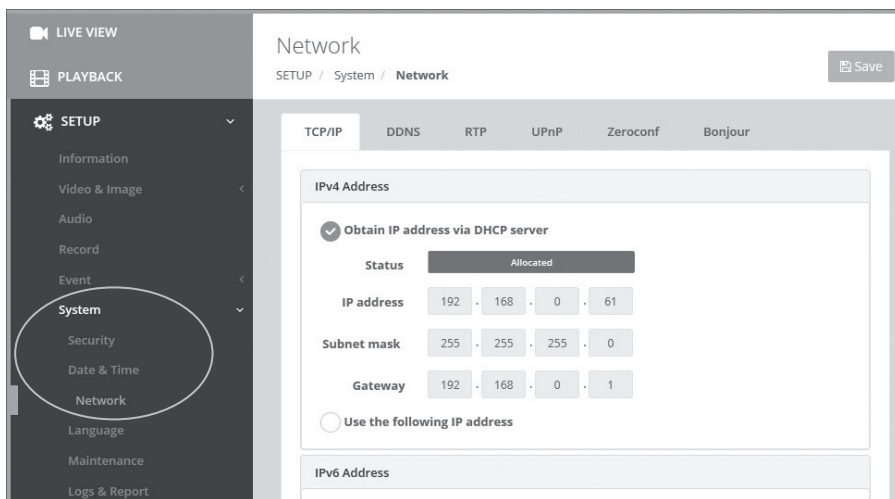 LIVE VIEW
PLAYBACK
SETUP
Information
Video & Image
Audio
Record
Event
System
Security
Date & Time
Network
Language
Maintenance
Logs & Report
Network
SETUP / System / Network
Save
TCP/IP DDNS RTP UPnP Zeroconf Bonjour
IPv4 Address
Obtain IP address via DHCP server
Status Allocated
IP address 192 . 168 . 0 . 61
Subnet mask 255 . 255 . 255 . 0
Gateway 192 . 168 . 0 . 1
Use the following IP address
IPv6 Address